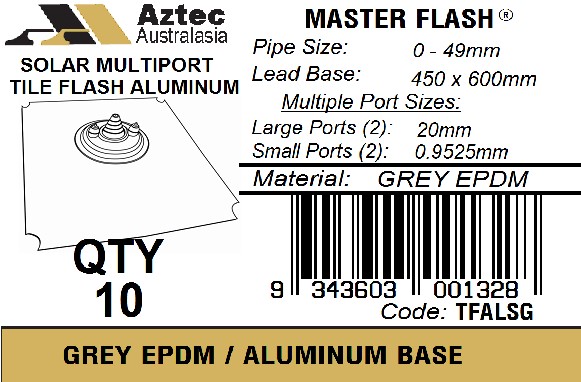 Aztec
Australasia
SOLAR MULTIPORT
TILE FLASH ALUMINUM
QTY
10
MASTER FLASH®
Pipe Size: 0 - 49mm
Lead Base: 450 x 600mm
Multiple Port Sizes:
Large Ports (2): 20mm
Small Ports (2): 0.9525mm
Material: GREY EPDM
9 343603 001328
Code: TFALSG
GREY EPDM / ALUMINUM BASE